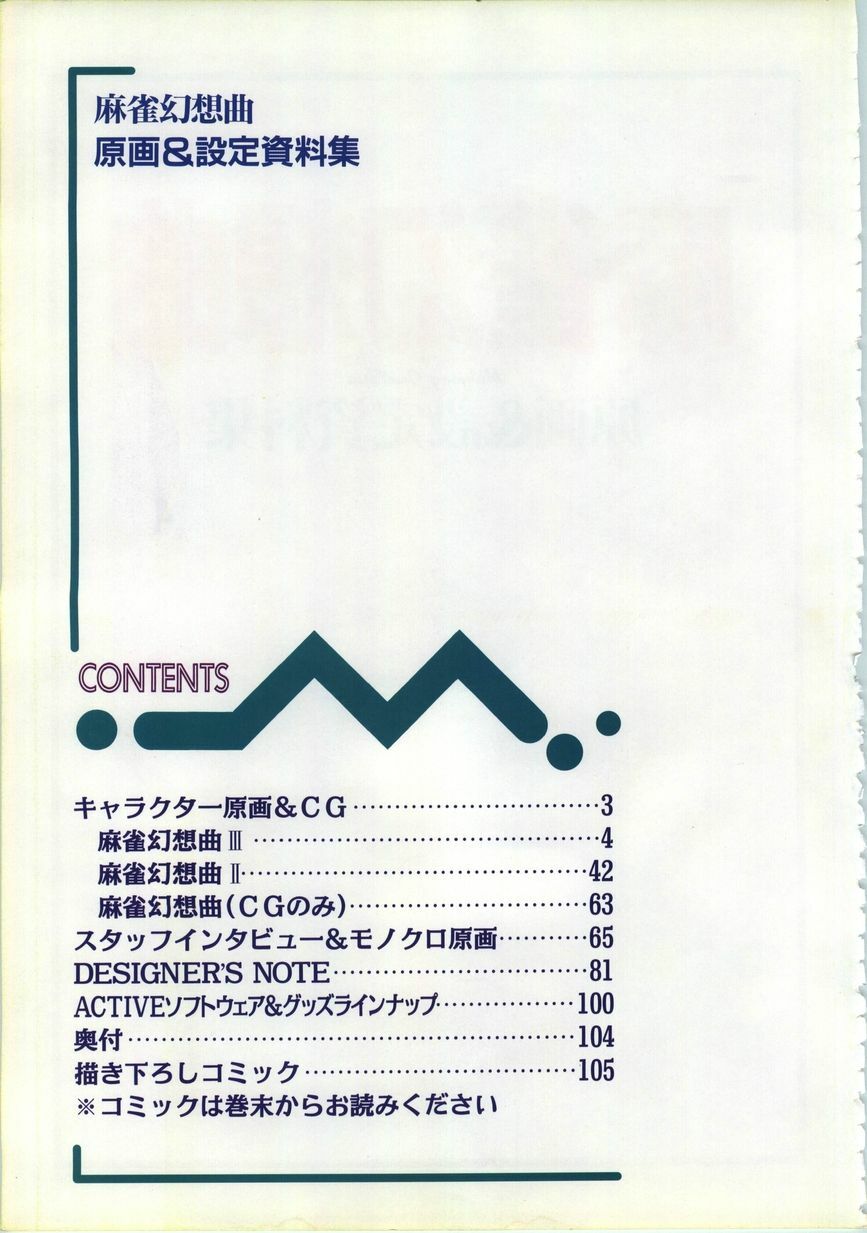 麻雀幻想曲
原画&設定資料集
CONTENTS
キャラクター原画&CG…………………………3
麻雀幻想曲Ⅲ……………………………………4
麻雀幻想曲Ⅱ……………………………………42
麻雀幻想曲(CGのみ)…………………………63
スタッフインタビュー&モノクロ原画…………65
DESIGNER'S NOTE……………………………81
ACTIVEソフトウェア&グッズラインナップ………………100
奥付………………………………………………104
描き下ろしコミック……………………………105
※コミックは巻末からお読みください